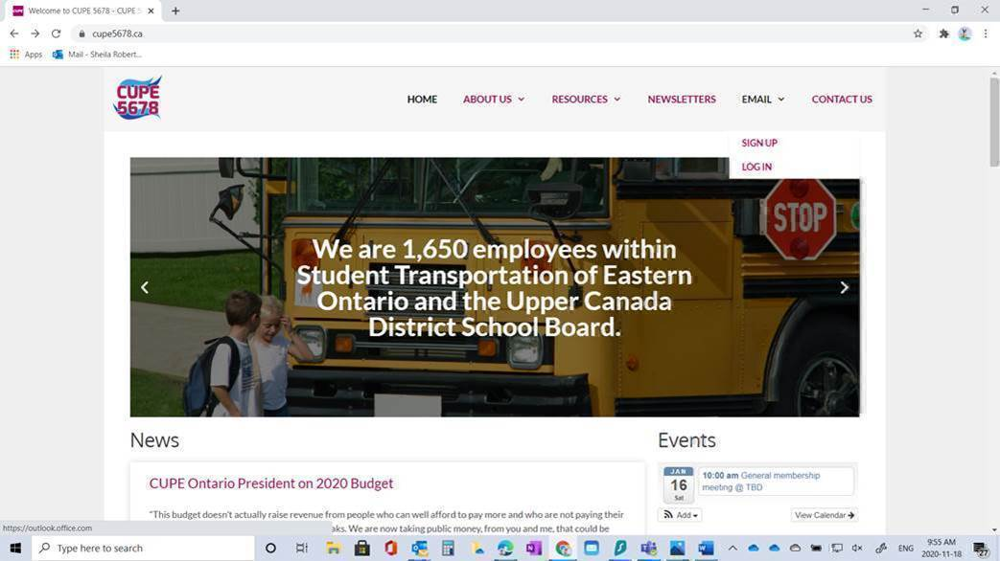 Welcome to CUPE 5678 - CUPE 5
cupe5678.ca
Apps
Mail - Sheila Robert...
CUPE
5678
HOME
ABOUT US
RESOURCES
NEWSLETTERS
EMAIL
CONTACT US
SIGN UP
LOG IN
STOP
We are 1,650 employees within
Student Transportation of Eastern
Ontario and the Upper Canada
District School Board.
News
Events
CUPE Ontario President on 2020 Budget
JAN
16
Sat
10:00 am General membership
meeting @ TBD
Add
View Calendar
"This budget doesn't actually raise revenue from people who can well afford to pay more and who are not paying their
aks. We are now taking public money, from you and me, that could be
https://outlook.office.com
Type here to search
ENG
9:55 AM
2020-11-18
27